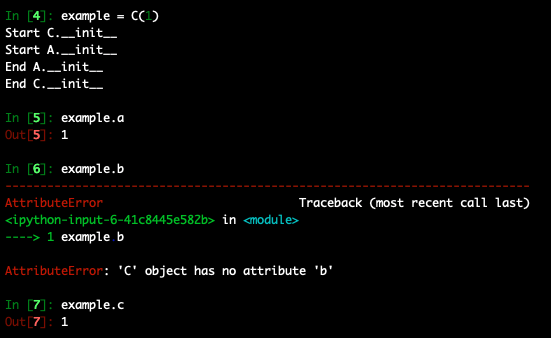 In [4]: example = C(1)
Start C.__init__
Start A.__init__
End A.__init__
End C.__init__
In [5]: example.a
Out[5]: 1
In [6]: example.b
---------------------------------------------------------------------------
AttributeError                            Traceback (most recent call last)
<ipython-input-6-41c8445e582b> in <module>
----> 1 example.b
AttributeError: 'C' object has no attribute 'b'
In [7]: example.c
Out[7]: 1